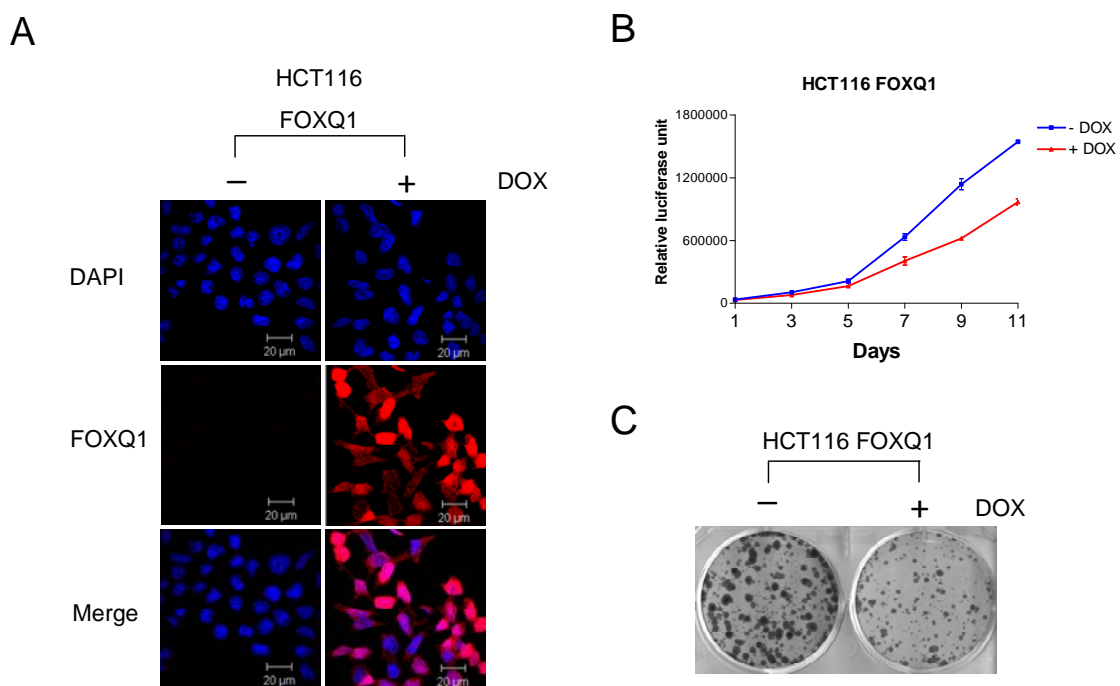 A
HCT116
FOXQ1
− + DOX
DAPI
20 µm
20 µm
FOXQ1
20 µm
20 µm
Merge
20 µm
20 µm
B
HCT116 FOXQ1
Relative luciferase unit
1800000
1200000
600000
0
1 3 5 7 9 11
Days
- DOX
+ DOX
C
HCT116 FOXQ1
− + DOX